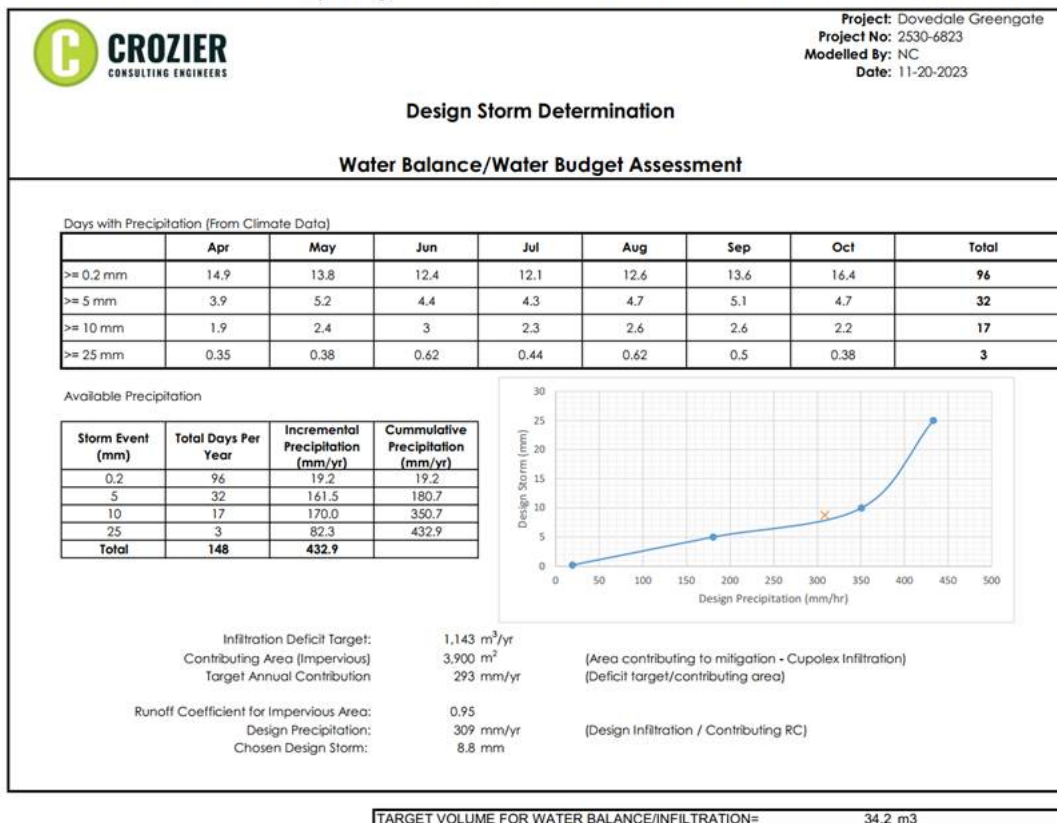 C CROZIER
CONSULTING ENGINEERS
Project: Dovedale Greengate
Project No: 2530-6823
Modelled By: NC
Date: 11-20-2023
Design Storm Determination
Water Balance/Water Budget Assessment
Days with Precipitation (From Climate Data)
Apr May Jun Jul Aug Sep Oct Total
>= 0.2 mm 14.9 13.8 12.4 12.1 12.6 13.6 16.4 96
>= 5 mm 3.9 5.2 4.4 4.3 4.7 5.1 4.7 32
>= 10 mm 1.9 2.4 3 2.3 2.6 2.6 2.2 17
>= 25 mm 0.35 0.38 0.62 0.44 0.62 0.5 0.38 3
Available Precipitation
Storm Event (mm) Total Days Per Year Incremental Precipitation (mm/yr) Cummulative Precipitation (mm/yr)
0.2 96 19.2 19.2
5 32 161.5 180.7
10 17 170.0 350.7
25 3 82.3 432.9
Total 148 432.9
Design Storm (mm)
30
25
20
15
10
5
0
0 50 100 150 200 250 300 350 400 450 500
Design Precipitation (mm/hr)
Infiltration Deficit Target: 1,143 m³/yr
Contributing Area (Impervious) 3,900 m² (Area contributing to mitigation - Cupolex Infiltration)
Target Annual Contribution 293 mm/yr (Deficit target/contributing area)
Runoff Coefficient for Impervious Area: 0.95
Design Precipitation: 309 mm/yr (Design Infiltration / Contributing RC)
Chosen Design Storm: 8.8 mm
TARGET VOLUME FOR WATER BALANCE/INFILTRATION= 34.2 m3